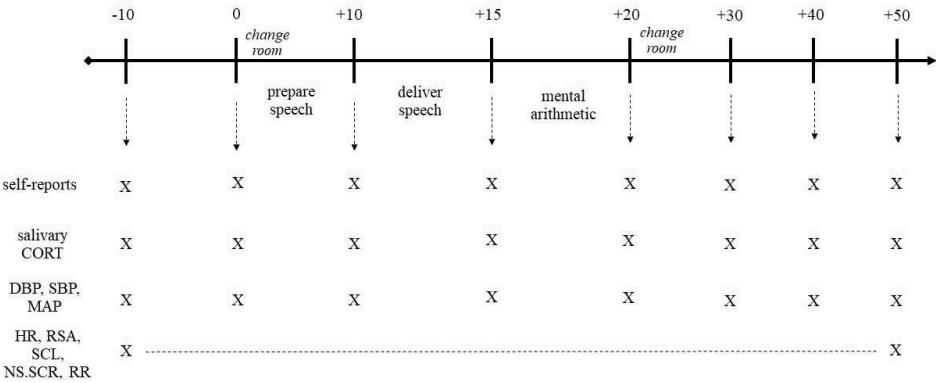 -10 0 +10 +15 +20 +30 +40 +50
change
room
change
room
prepare
speech
deliver
speech
mental
arithmetic
self-reports X X X X X X X X
salivary
CORT X X X X X X X X
DBP, SBP,
MAP X X X X X X X X
HR, RSA,
SCL, X X
NS.SCR, RR